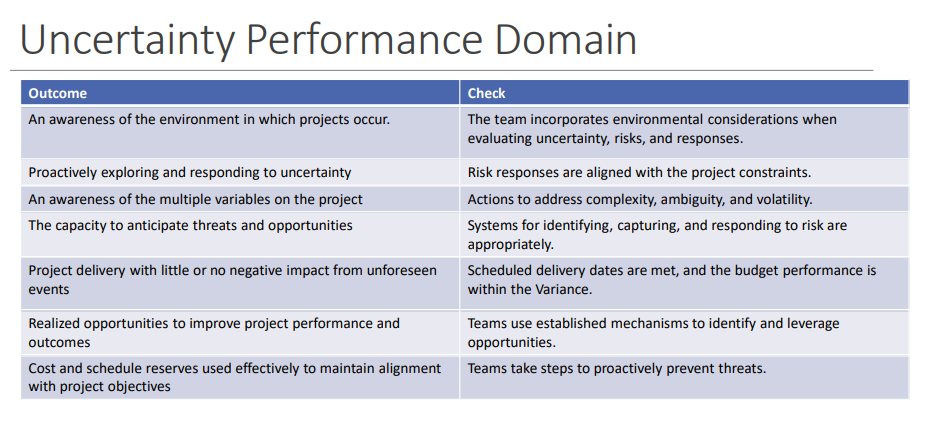 Uncertainty Performance Domain
Outcome
Check
An awareness of the environment in which projects occur.
The team incorporates environmental considerations when
evaluating uncertainty, risks, and responses.
Proactively exploring and responding to uncertainty
Risk responses are aligned with the project constraints.
An awareness of the multiple variables on the project
Actions to address complexity, ambiguity, and volatility.
The capacity to anticipate threats and opportunities
Systems for identifying, capturing, and responding to risk are
appropriately.
Project delivery with little or no negative impact from unforeseen
events
Scheduled delivery dates are met, and the budget performance is
within the Variance.
Realized opportunities to improve project performance and
outcomes
Teams use established mechanisms to identify and leverage
opportunities.
Cost and schedule reserves used effectively to maintain alignment
with project objectives
Teams take steps to proactively prevent threats.